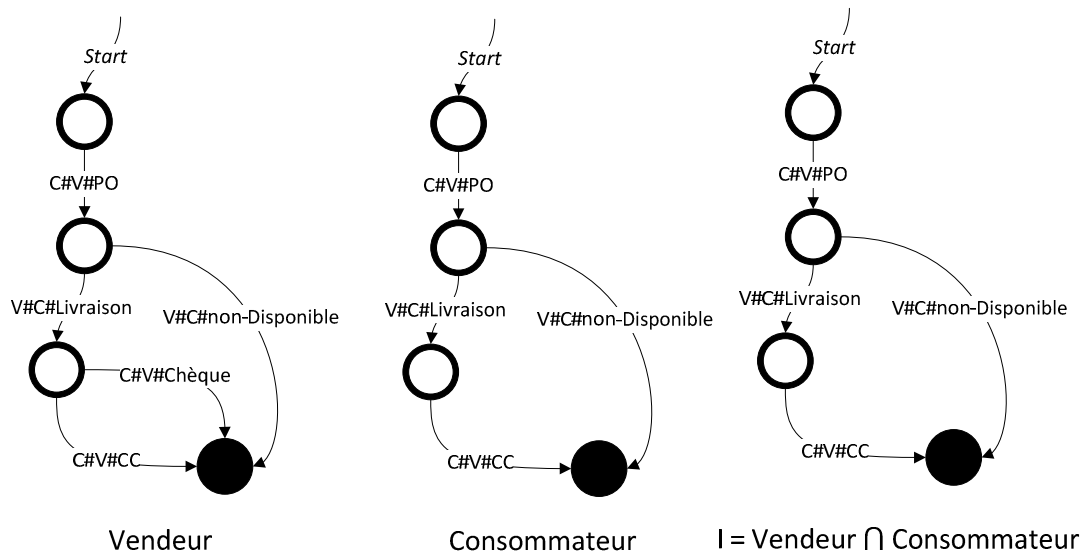 Start
C#V#PO
V#C#Livraison
V#C#non-Disponible
C#V#Chèque
C#V#CC
Vendeur
Start
C#V#PO
V#C#Livraison
V#C#non-Disponible
C#V#CC
Consommateur
Start
C#V#PO
V#C#Livraison
V#C#non-Disponible
C#V#CC
I = Vendeur ⋂ Consommateur